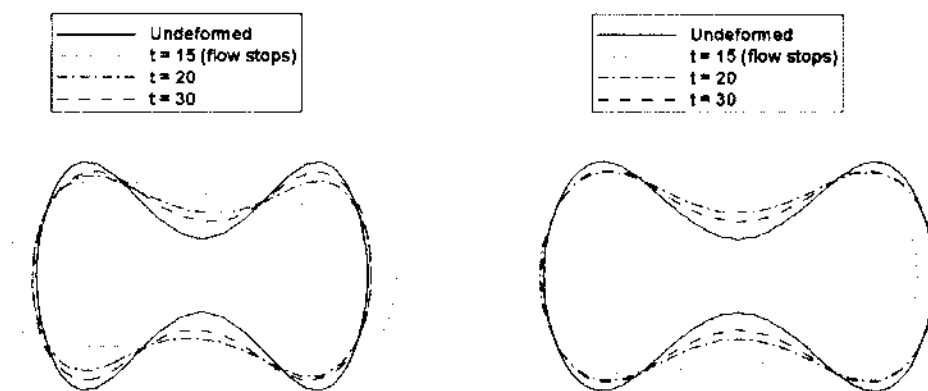 Undeformed
t = 15 (flow stops)
t = 20
t = 30
Undeformed
t = 15 (flow stops)
t = 20
t = 30